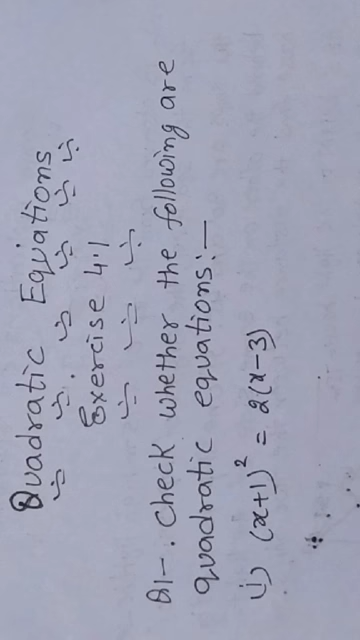 Quadratic Equations
Exercise 4.1
Q1-. Check whether the following are
quadratic equations:—
i) (x+1)² = 2(x-3)